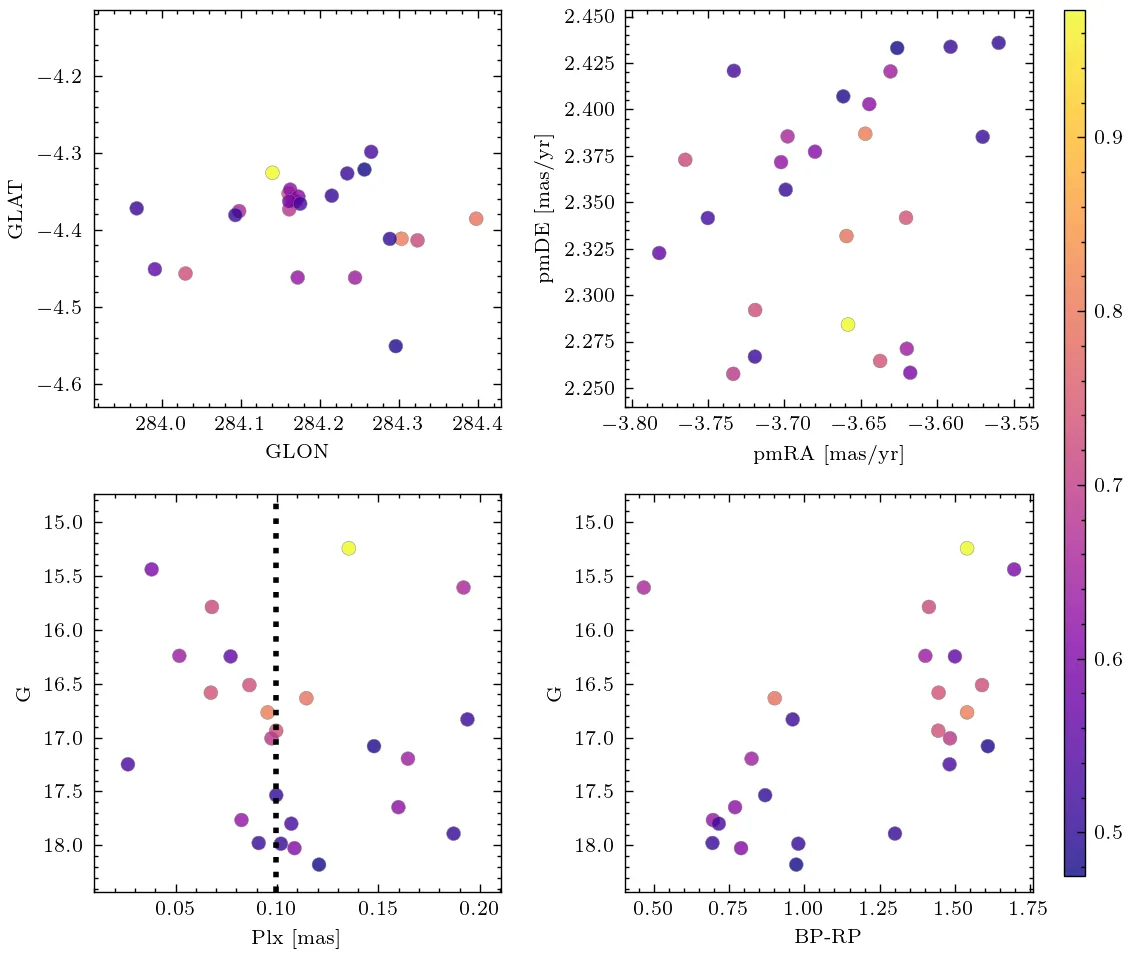 −4.2
−4.3
−4.4
−4.5
−4.6
GLAT
284.0 284.1 284.2 284.3 284.4
GLON
2.450
2.425
2.400
2.375
2.350
2.325
2.300
2.275
2.250
pmDE [mas/yr]
−3.80 −3.75 −3.70 −3.65 −3.60 −3.55
pmRA [mas/yr]
15.0
15.5
16.0
16.5
17.0
17.5
18.0
G
0.05 0.10 0.15 0.20
Plx [mas]
15.0
15.5
16.0
16.5
17.0
17.5
18.0
G
0.50 0.75 1.00 1.25 1.50 1.75
BP-RP
0.9
0.8
0.7
0.6
0.5